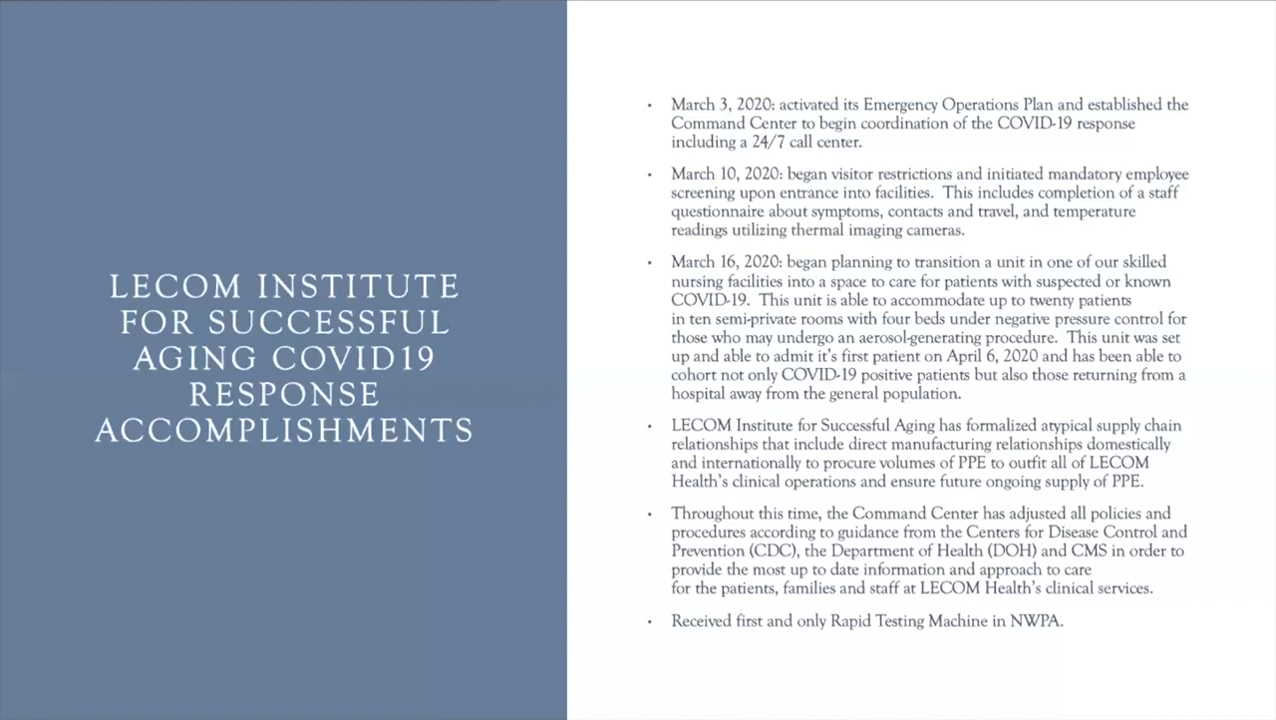 LECOM INSTITUTE
FOR SUCCESSFUL
AGING COVID19
RESPONSE
ACCOMPLISHMENTS
• March 3, 2020: activated its Emergency Operations Plan and established the
Command Center to begin coordination of the COVID-19 response
including a 24/7 call center.
• March 10, 2020: began visitor restrictions and initiated mandatory employee
screening upon entrance into facilities. This includes completion of a staff
questionnaire about symptoms, contacts and travel, and temperature
readings utilizing thermal imaging cameras.
• March 16, 2020: began planning to transition a unit in one of our skilled
nursing facilities into a space to care for patients with suspected or known
COVID-19. This unit is able to accommodate up to twenty patients
in ten semi-private rooms with four beds under negative pressure control for
those who may undergo an aerosol-generating procedure. This unit was set
up and able to admit it's first patient on April 6, 2020 and has been able to
cohort not only COVID-19 positive patients but also those returning from a
hospital away from the general population.
• LECOM Institute for Successful Aging has formalized atypical supply chain
relationships that include direct manufacturing relationships domestically
and internationally to procure volumes of PPE to outfit all of LECOM
Health's clinical operations and ensure future ongoing supply of PPE.
• Throughout this time, the Command Center has adjusted all policies and
procedures according to guidance from the Centers for Disease Control and
Prevention (CDC), the Department of Health (DOH) and CMS in order to
provide the most up to date information and approach to care
for the patients, families and staff at LECOM Health's clinical services.
• Received first and only Rapid Testing Machine in NWPA.